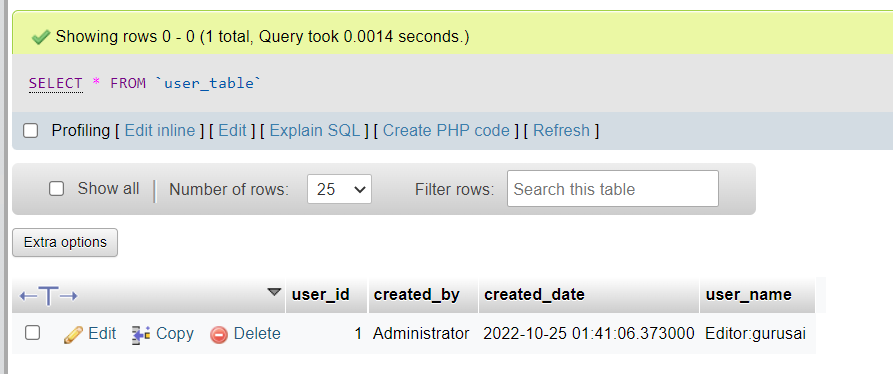 Showing rows 0 - 0 (1 total, Query took 0.0014 seconds.)
SELECT * FROM `user_table`
Profiling [ Edit inline ] [ Edit ] [ Explain SQL ] [ Create PHP code ] [ Refresh ]
Show all Number of rows: 25 Filter rows: Search this table
Extra options
user_id created_by created_date user_name
Edit Copy Delete 1 Administrator 2022-10-25 01:41:06.373000 Editor:gurusai